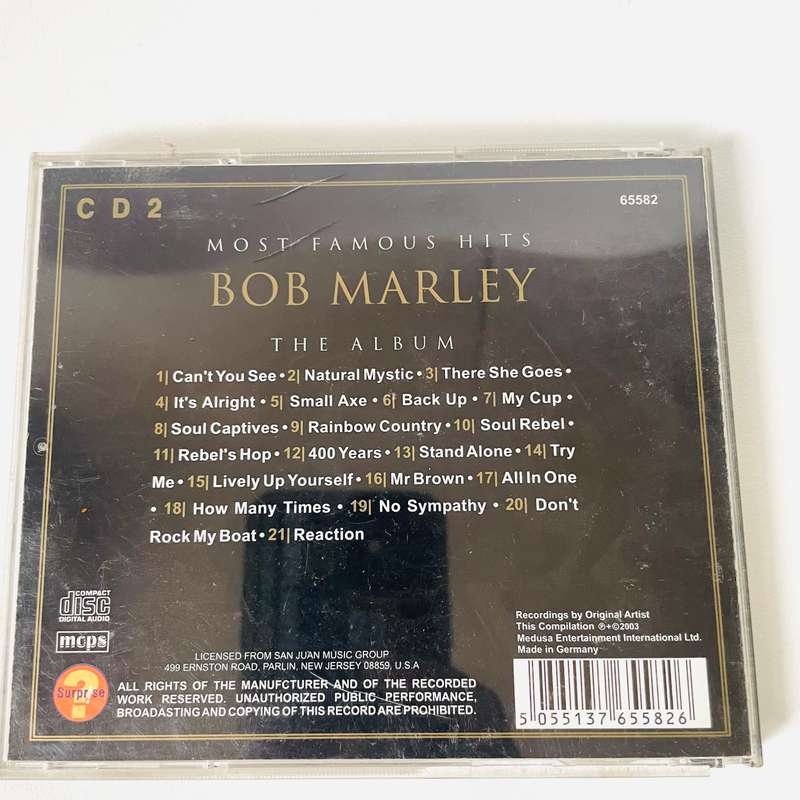 CD2
65582
MOST FAMOUS HITS
BOB MARLEY
THE ALBUM
1| Can't You See • 2| Natural Mystic • 3| There She Goes •
4| It's Alright • 5| Small Axe • 6| Back Up • 7| My Cup •
8| Soul Captives • 9| Rainbow Country • 10| Soul Rebel •
11| Rebel's Hop • 12| 400 Years • 13| Stand Alone • 14| Try
Me • 15| Lively Up Yourself • 16| Mr Brown • 17| All In One
• 18| How Many Times • 19| No Sympathy • 20| Don't
Rock My Boat • 21| Reaction
COMPACT
disc
DIGITAL AUDIO
mcps
Recordings by Original Artist
This Compilation ℗+©2003
Medusa Entertainment International Ltd.
Made in Germany
LICENSED FROM SAN JUAN MUSIC GROUP
499 ERNSTON ROAD, PARLIN, NEW JERSEY 08859, U.S.A
Surprise
?
ALL RIGHTS OF THE MANUFCTURER AND OF THE RECORDED
WORK RESERVED. UNAUTHORIZED PUBLIC PERFORMANCE,
BROADCASTING AND COPYING OF THIS RECORD ARE PROHIBITED.
5 055137 655826